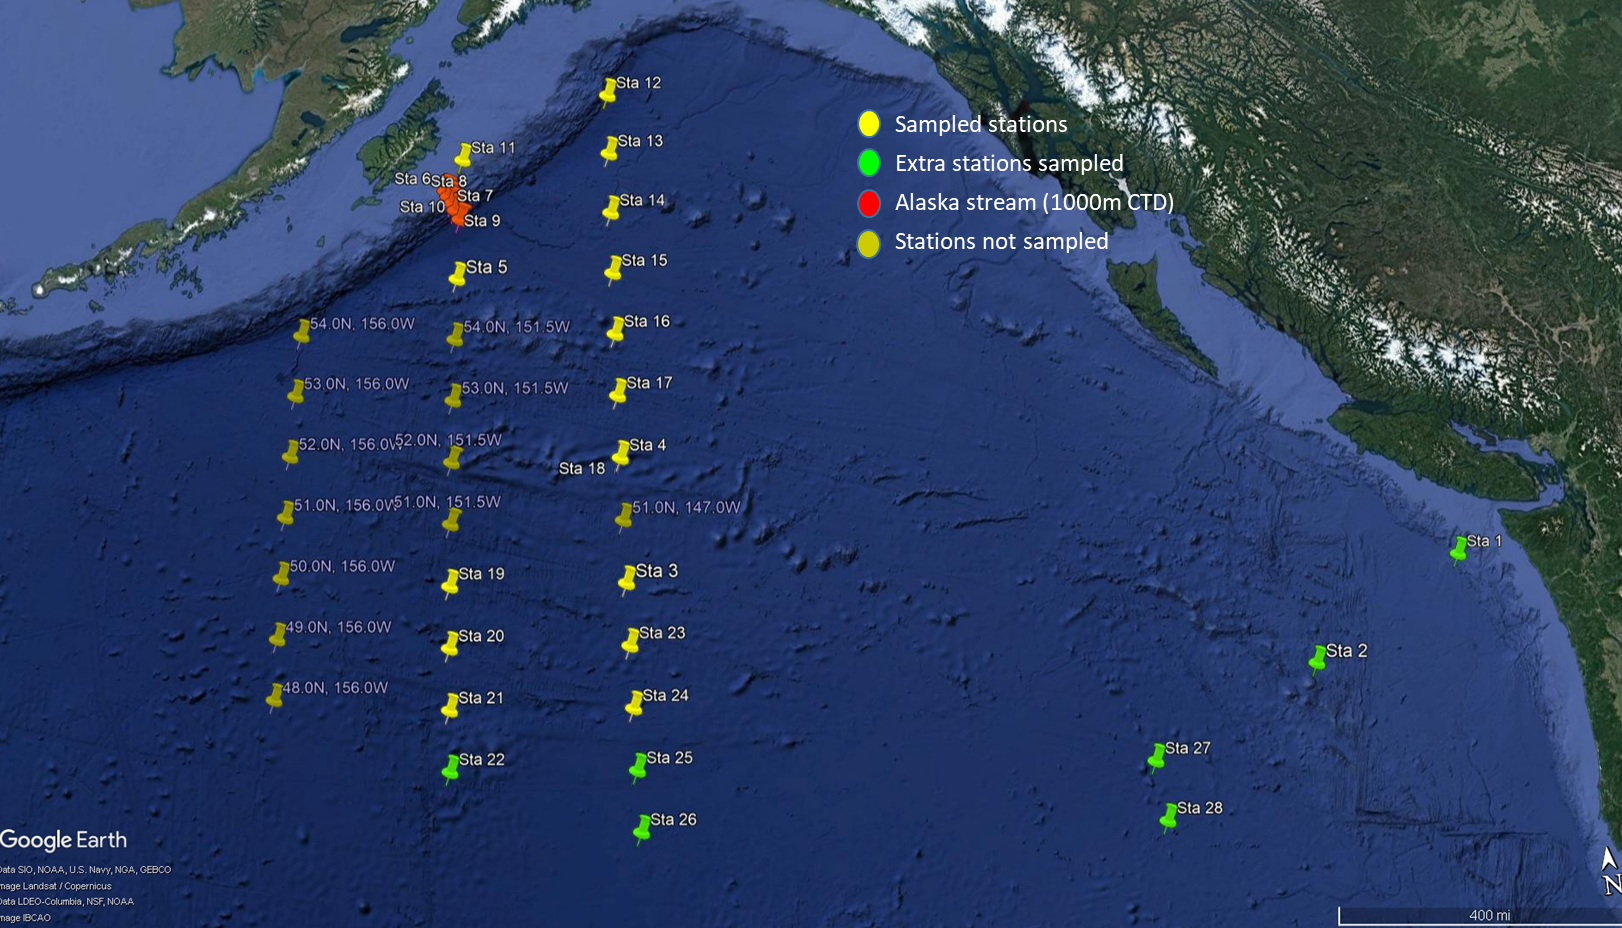 Sta 12
Sampled stations
Sta 13
Sta 11
Extra stations sampled
Sta 6
Sta 8
Sta 7
Sta 14
Alaska stream (1000m CTD)
Sta 10
Sta 9
Stations not sampled
Sta 5
Sta 15
54.0N, 156.0W
54.0N, 151.5W
Sta 16
53.0N, 156.0W
53.0N, 151.5W
Sta 17
52.0N, 156.0W
52.0N, 151.5W
Sta 4
Sta 18
51.0N, 156.0W
51.0N, 151.5W
51.0N, 147.0W
Sta 1
50.0N, 156.0W
Sta 19
Sta 3
49.0N, 156.0W
Sta 20
Sta 23
Sta 2
48.0N, 156.0W
Sta 21
Sta 24
Sta 22
Sta 25
Sta 27
Sta 26
Sta 28
Google Earth
Data SIO, NOAA, U.S. Navy, NGA, GEBCO
mage Landsat / Copernicus
Data LDEO-Columbia, NSF, NOAA
mage IBCAO
N
400 mi